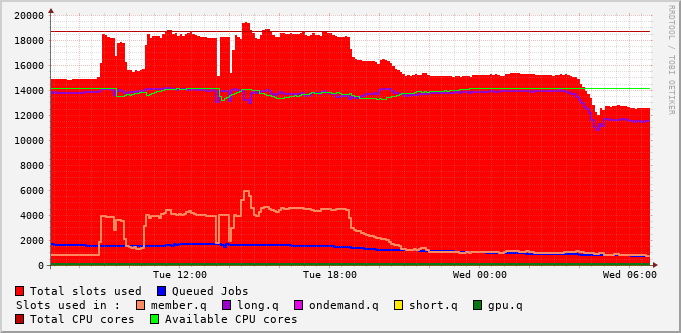 20000
18000
16000
14000
12000
10000
8000
6000
4000
2000
0
Tue 12:00 Tue 18:00 Wed 00:00 Wed 06:00
RRDTOOL / TOBI OETIKER
Total slots used Queued Jobs
Slots used in : member.q long.q ondemand.q short.q gpu.q
Total CPU cores Available CPU cores